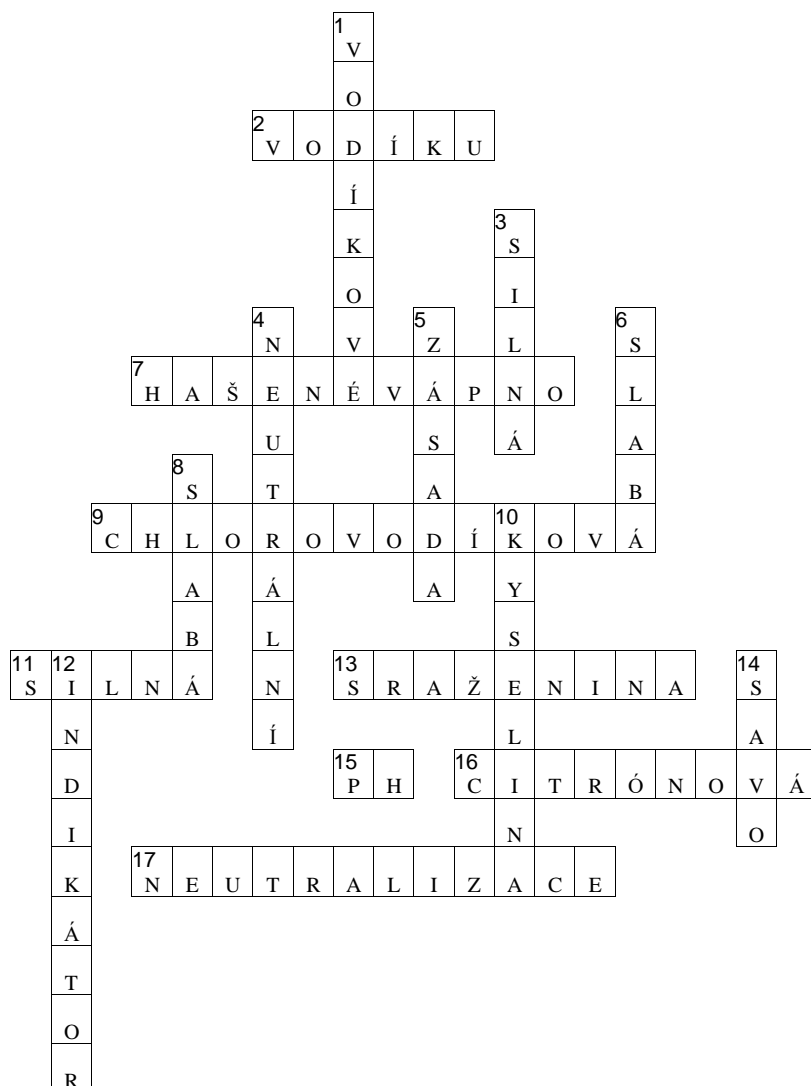 1
V
O
2
V O D Í K U
Í
3
K S
O I
4 5 6
N V Z L S
7
H A Š E N É V Á P N O L
U S Á A
8
S T A B
9 10
C H L O R O V O D Í K O V Á
A Á A Y
B L S
11 12 13 14
S I L N Á N S R A Ž E N I N A S
N Í L A
15 16
D P H C I T R Ó N O V Á
I N O
17
K N E U T R A L I Z A C E
Á
T
O
R